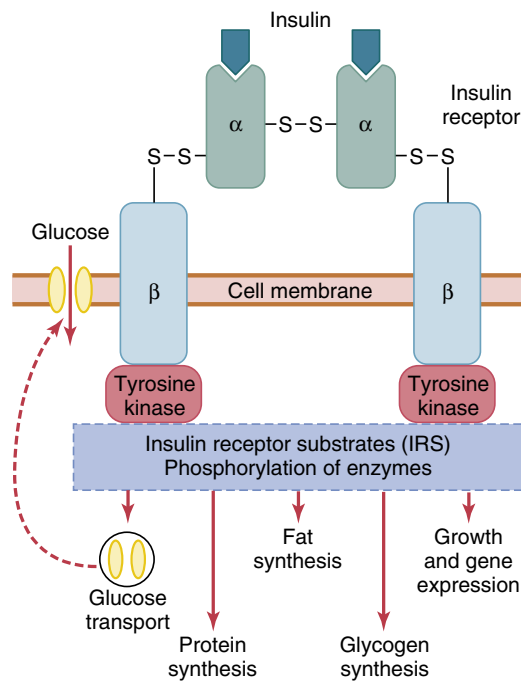 Insulin
α
α
Insulin
receptor
S–S
S–S
S–S
Glucose
β
Cell membrane
β
Tyrosine
kinase
Tyrosine
kinase
Insulin receptor substrates (IRS)
Phosphorylation of enzymes
Glucose
transport
Protein
synthesis
Fat
synthesis
Glycogen
synthesis
Growth
and gene
expression